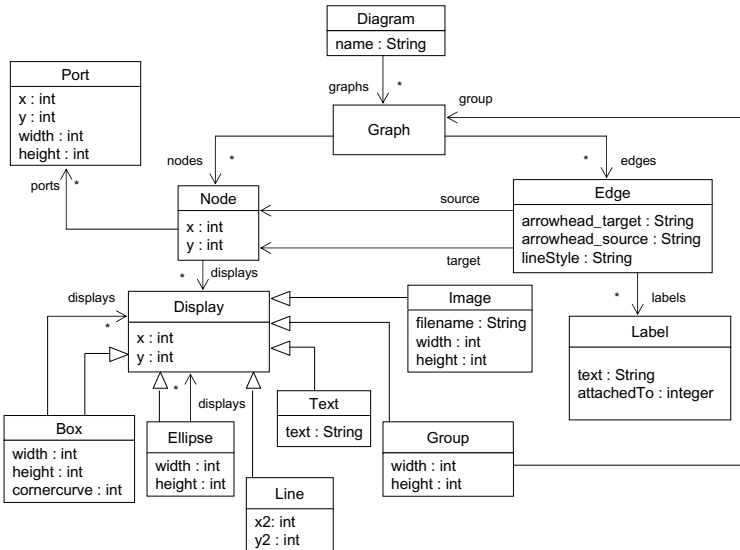 Diagram
name : String
graphs
*
group
Graph
Port
x : int
y : int
width : int
height : int
ports
*
nodes
*
*
edges
Node
x : int
y : int
source
target
Edge
arrowhead_target : String
arrowhead_source : String
lineStyle : String
*
displays
*
labels
displays
*
Display
x : int
y : int
Image
filename : String
width : int
height : int
Label
text : String
attachedTo : integer
*
displays
Text
text : String
Box
width : int
height : int
cornercurve : int
Ellipse
width : int
height : int
Group
width : int
height : int
Line
x2: int
y2 : int